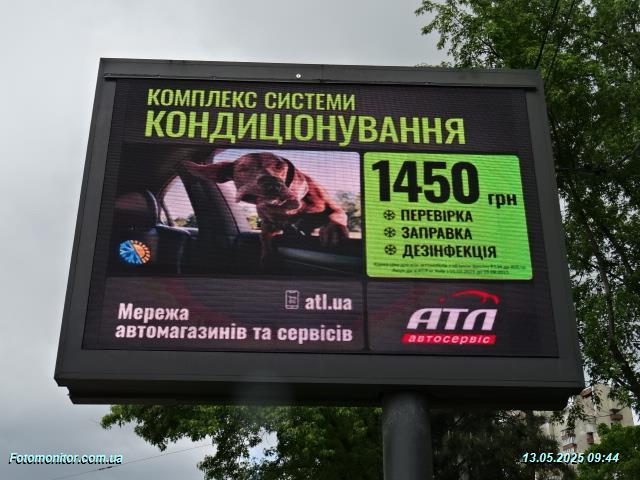 КОМПЛЕКС СИСТЕМИ
КОНДИЦІОНУВАННЯ
1450 грн
ПЕРЕВІРКА
ЗАПРАВКА
ДЕЗІНФЕКЦІЯ
atl.ua
Мережа
автомагазинів та сервісів
АТЛ
автосервіс
Fotomonitor.com.ua
13.05.2025 09:44